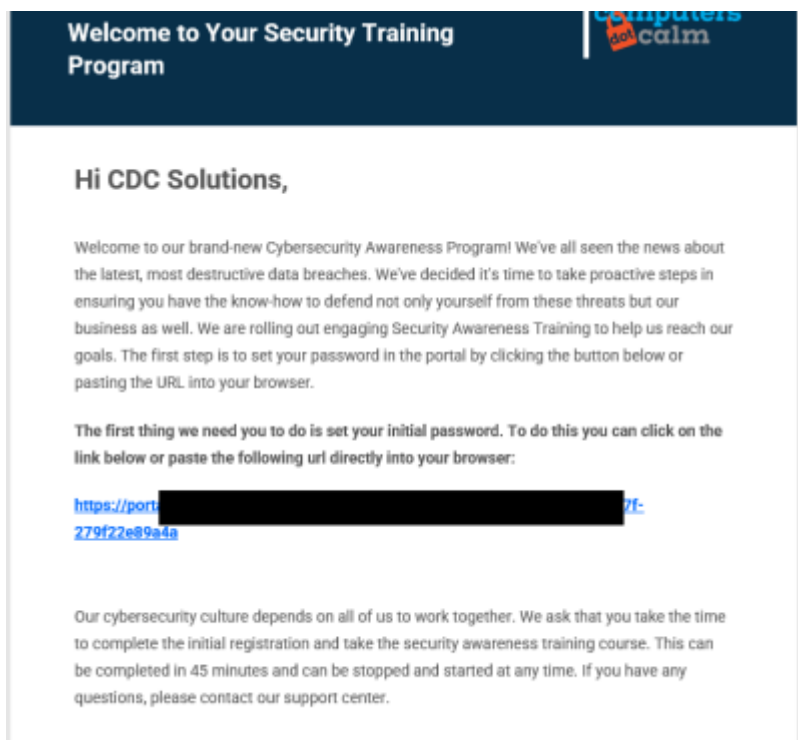 Welcome to Your Security Training
Program
computers
dotcalm
Hi CDC Solutions,
Welcome to our brand-new Cybersecurity Awareness Program! We've all seen the news about
the latest, most destructive data breaches. We've decided it's time to take proactive steps in
ensuring you have the know-how to defend not only yourself from these threats but our
business as well. We are rolling out engaging Security Awareness Training to help us reach our
goals. The first step is to set your password in the portal by clicking the button below or
pasting the URL into your browser.
The first thing we need you to do is set your initial password. To do this you can click on the
link below or paste the following url directly into your browser:
https://port 7f-
279f22e89a4a
Our cybersecurity culture depends on all of us to work together. We ask that you take the time
to complete the initial registration and take the security awareness training course. This can
be completed in 45 minutes and can be stopped and started at any time. If you have any
questions, please contact our support center.